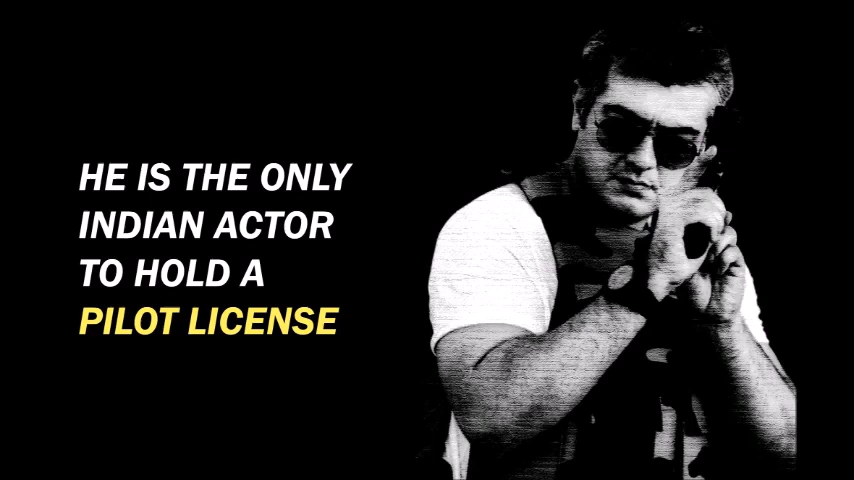 HE IS THE ONLY
INDIAN ACTOR
TO HOLD A
PILOT LICENSE